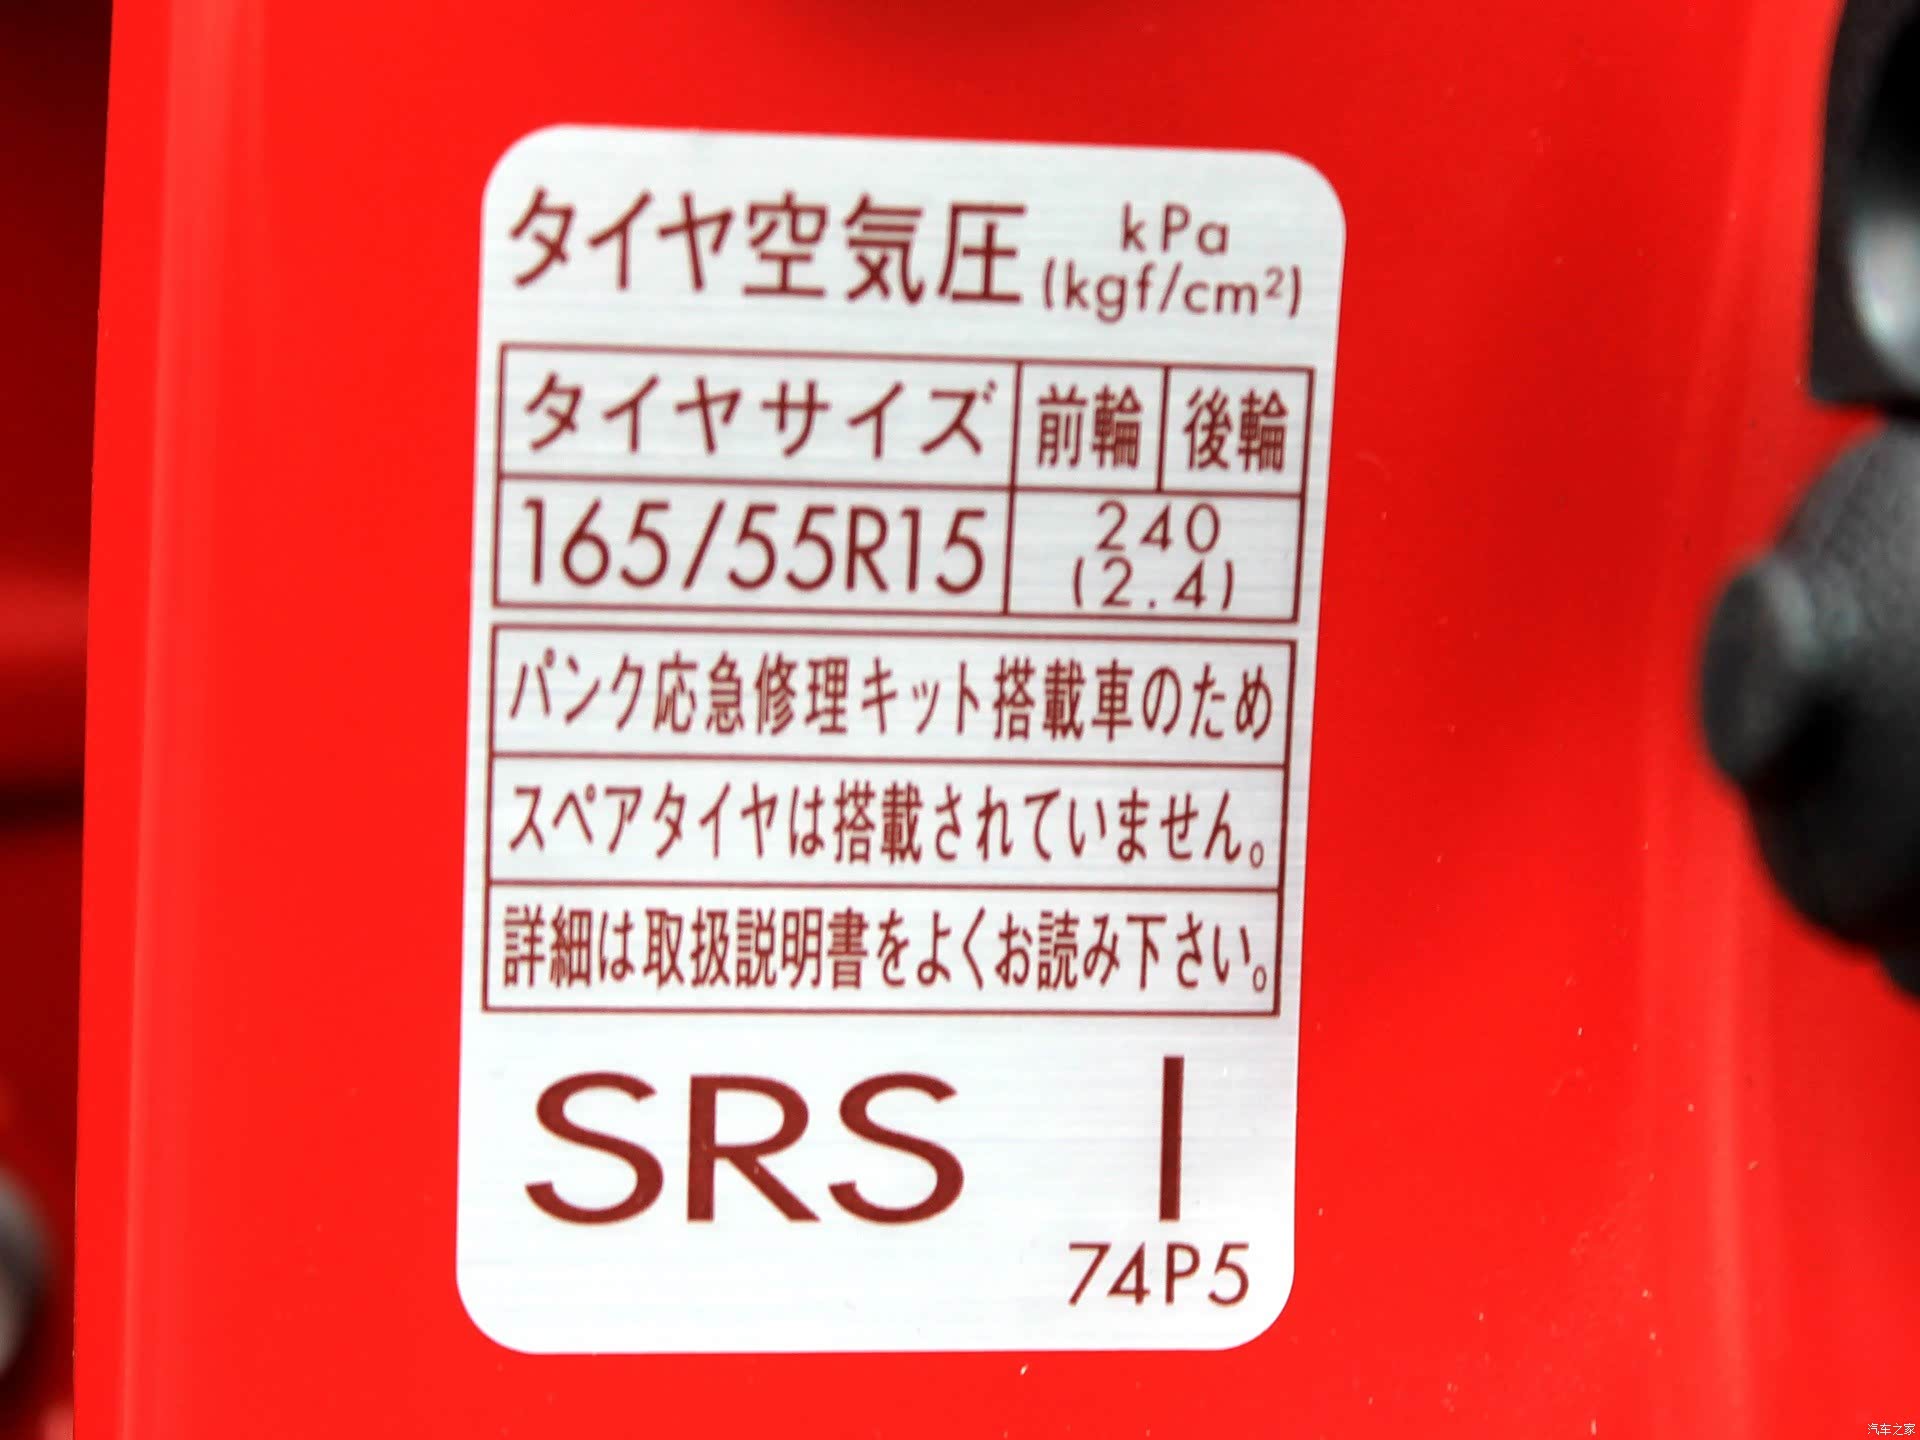 タイヤ空気圧 kPa
(kgf/cm²)
タイヤサイズ 前輪 後輪
165/55R15 240
(2.4)
パンク応急修理キット搭載車のため
スペアタイヤは搭載されていません。
詳細は取扱説明書をよくお読み下さい。
SRS I
74P5
汽车之家